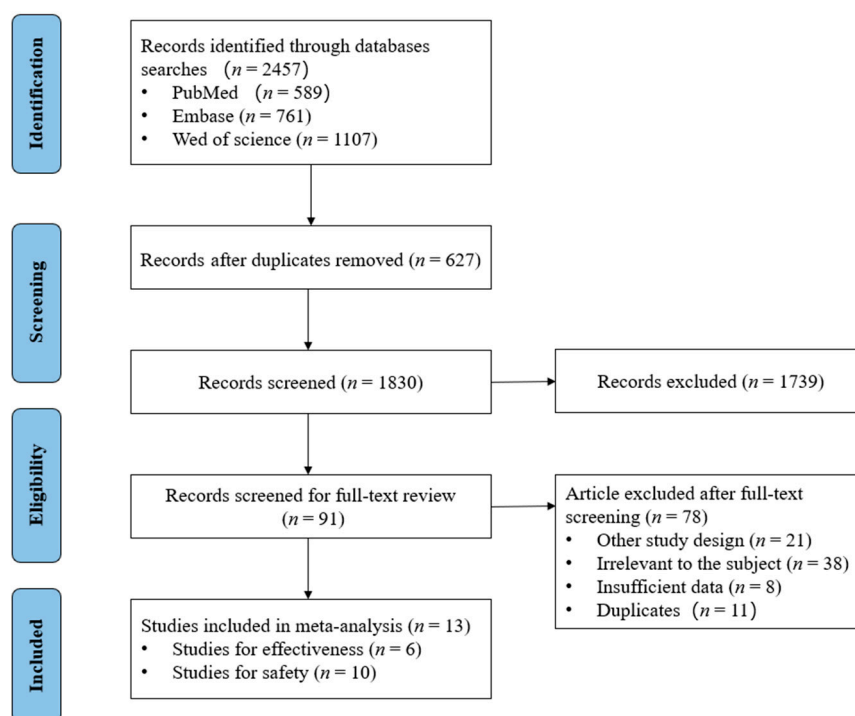 Identification
Records identified through databases
searches (n = 2457)
• PubMed (n = 589)
• Embase (n = 761)
• Wed of science (n = 1107)
Screening
Records after duplicates removed (n = 627)
Records screened (n = 1830)
Records excluded (n = 1739)
Eligibility
Records screened for full-text review
(n = 91)
Article excluded after full-text
screening (n = 78)
• Other study design (n = 21)
• Irrelevant to the subject (n = 38)
• Insufficient data (n = 8)
• Duplicates (n = 11)
Included
Studies included in meta-analysis (n = 13)
• Studies for effectiveness (n = 6)
• Studies for safety (n = 10)